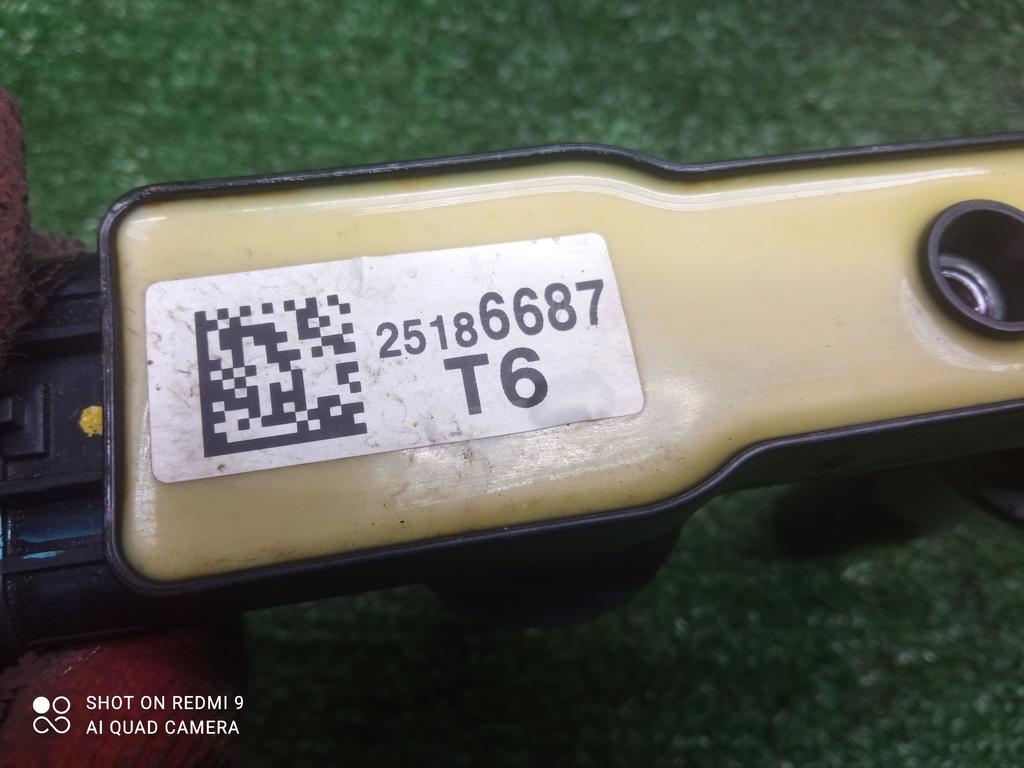 25186687
T6
SHOT ON REDMI 9
AI QUAD CAMERA